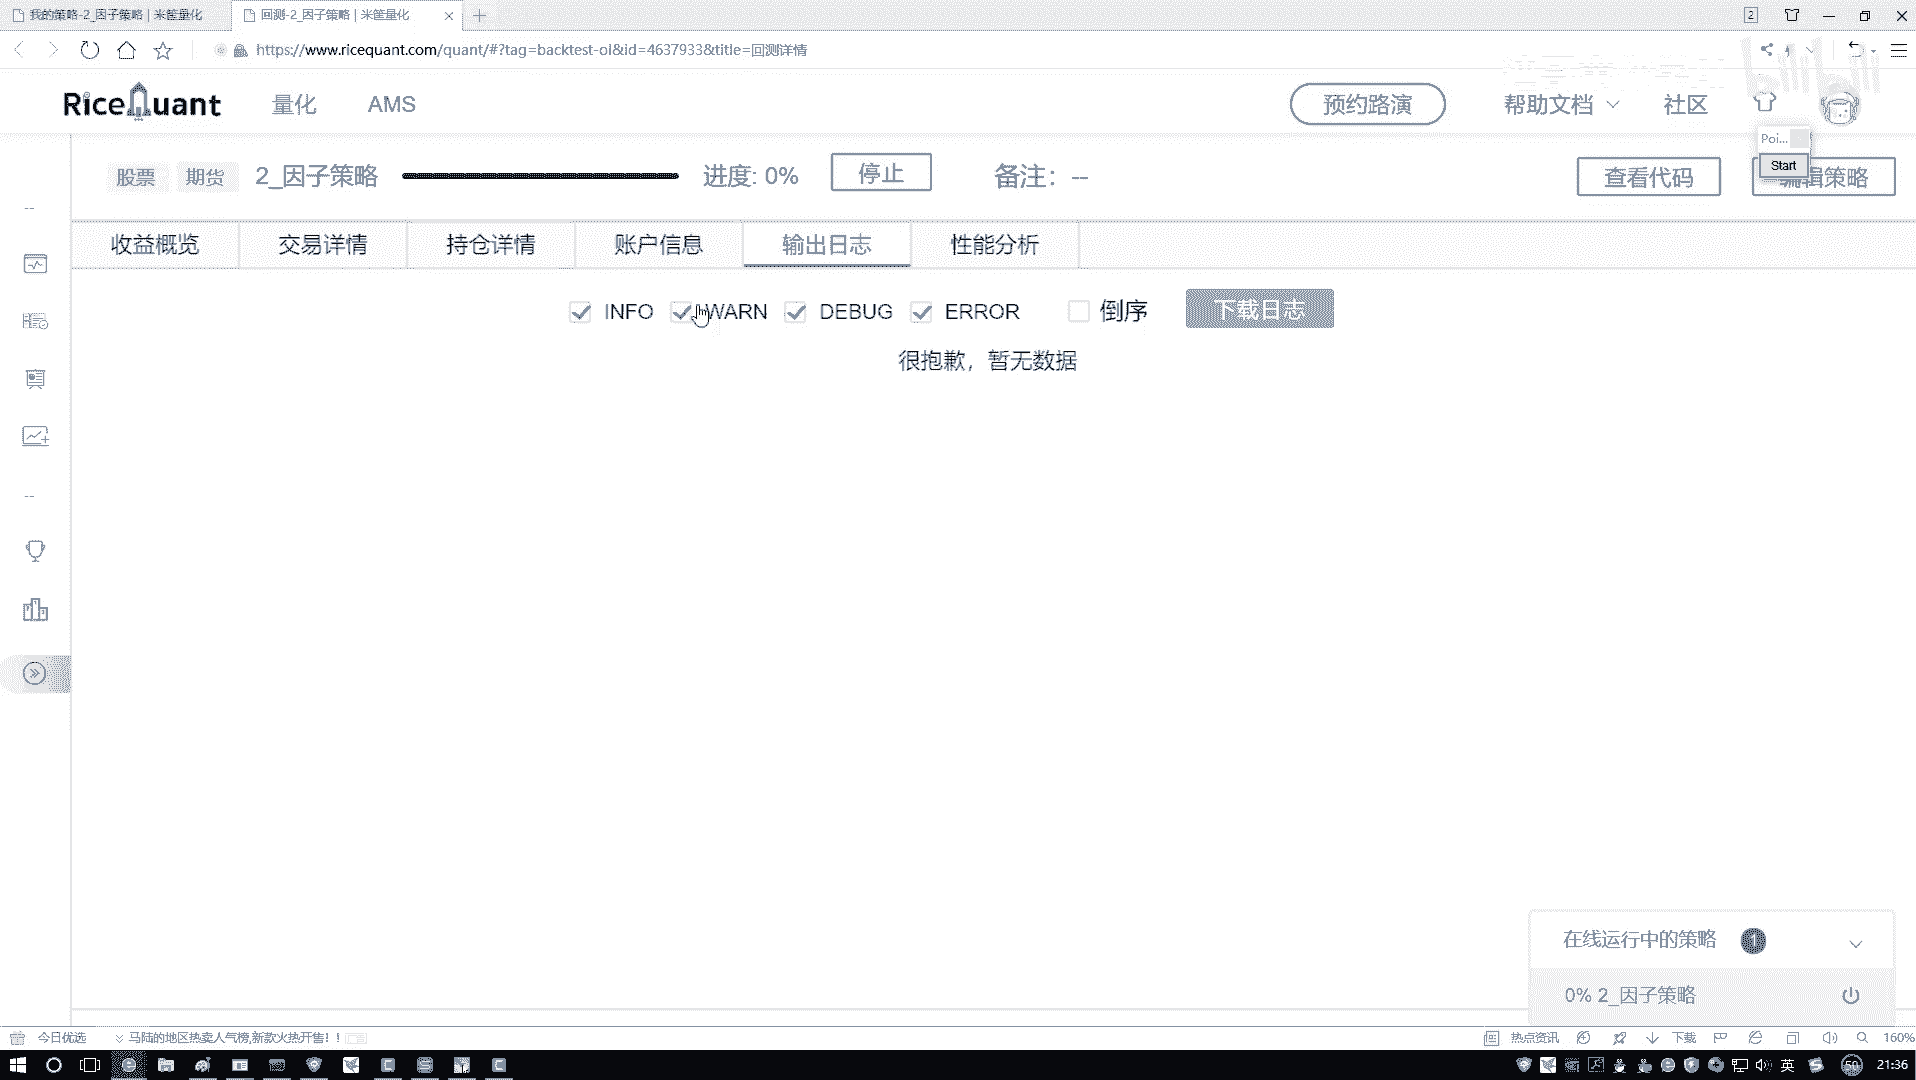 我的策略-2_因子策略 | 米筐量化
回测-2_因子策略 | 米筐量化
2
https://www.ricequant.com/quant/#?tag=backtest-ol&id=4637933&title=回测详情
bilibili
RiceQuant
量化
AMS
预约路演
帮助文档
社区
Poi...
Start
股票
期货
2_因子策略
进度: 0%
停止
备注: --
查看代码
编辑策略
--
收益概览
交易详情
持仓详情
账户信息
输出日志
性能分析
INFO
WARN
DEBUG
ERROR
倒序
下载日志
很抱歉，暂无数据
--
在线运行中的策略
1
0% 2_因子策略
今日优选
马陆的地区热卖人气榜,新款火热开售！!
热点资讯
下载
160%
英
50
21:36